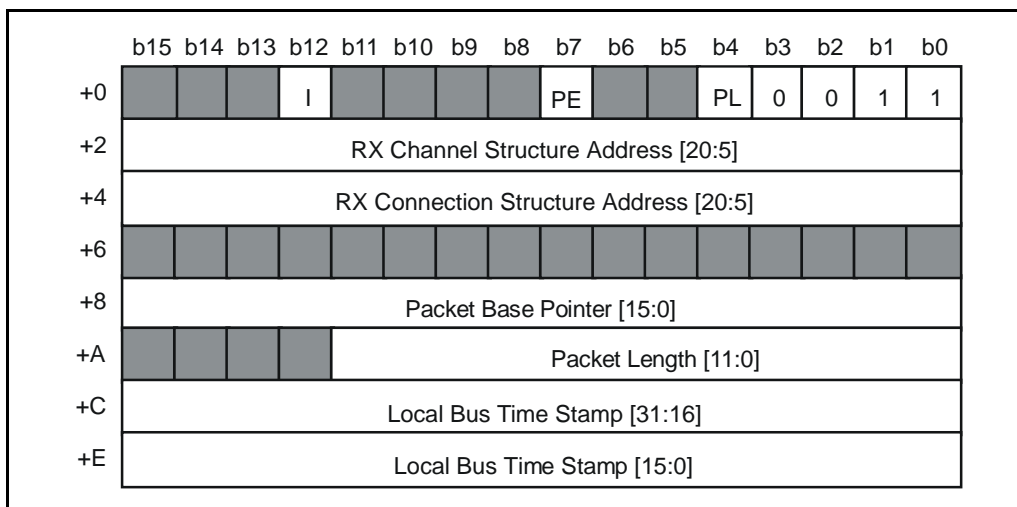 b15 b14 b13 b12 b11 b10 b9 b8 b7 b6 b5 b4 b3 b2 b1 b0
+0 I PE PL 0 0 1 1
+2 RX Channel Structure Address [20:5]
+4 RX Connection Structure Address [20:5]
+6
+8 Packet Base Pointer [15:0]
+A Packet Length [11:0]
+C Local Bus Time Stamp [31:16]
+E Local Bus Time Stamp [15:0]